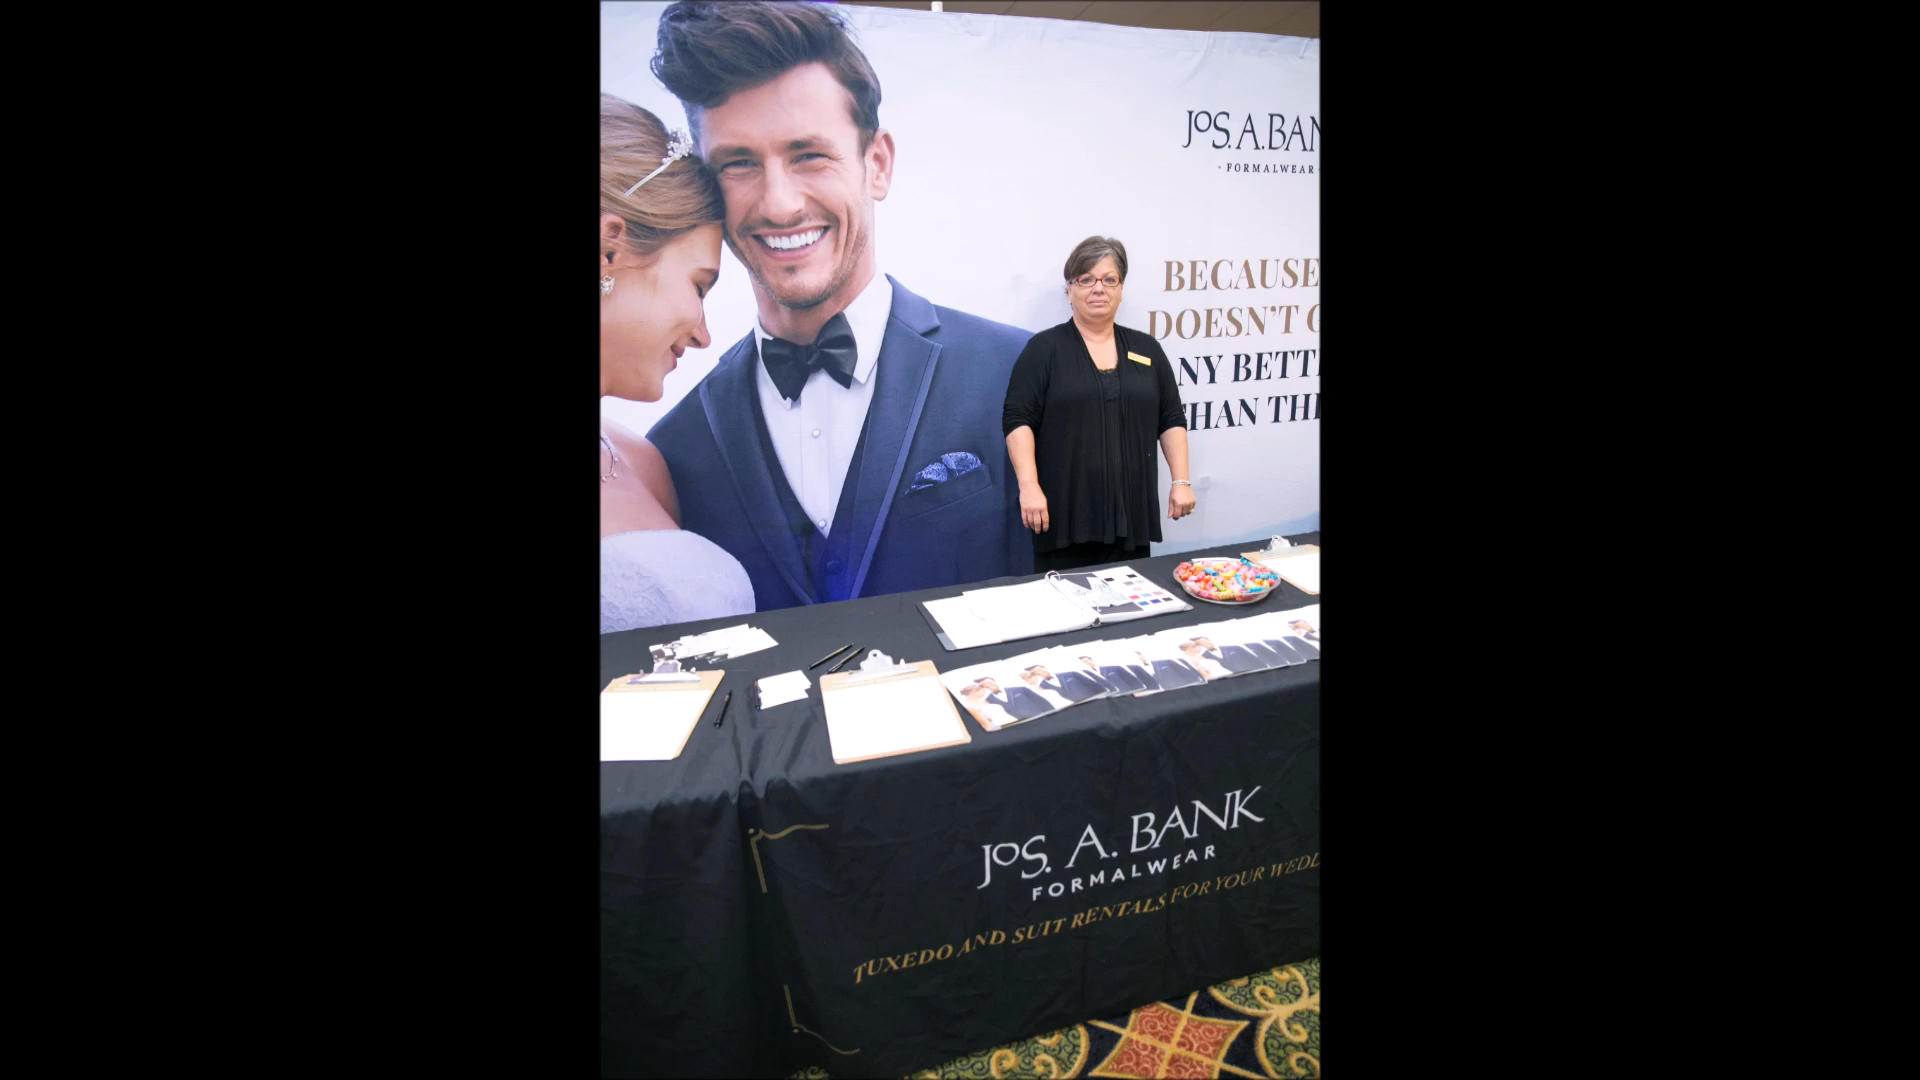 JOS. A. BAN
- FORMALWEAR -
BECAUSE
DOESN'T
NY BETT
HAN TH
JOS. A. BANK
FORMALWEAR
TUXEDO AND SUIT RENTALS FOR YOUR WEDD